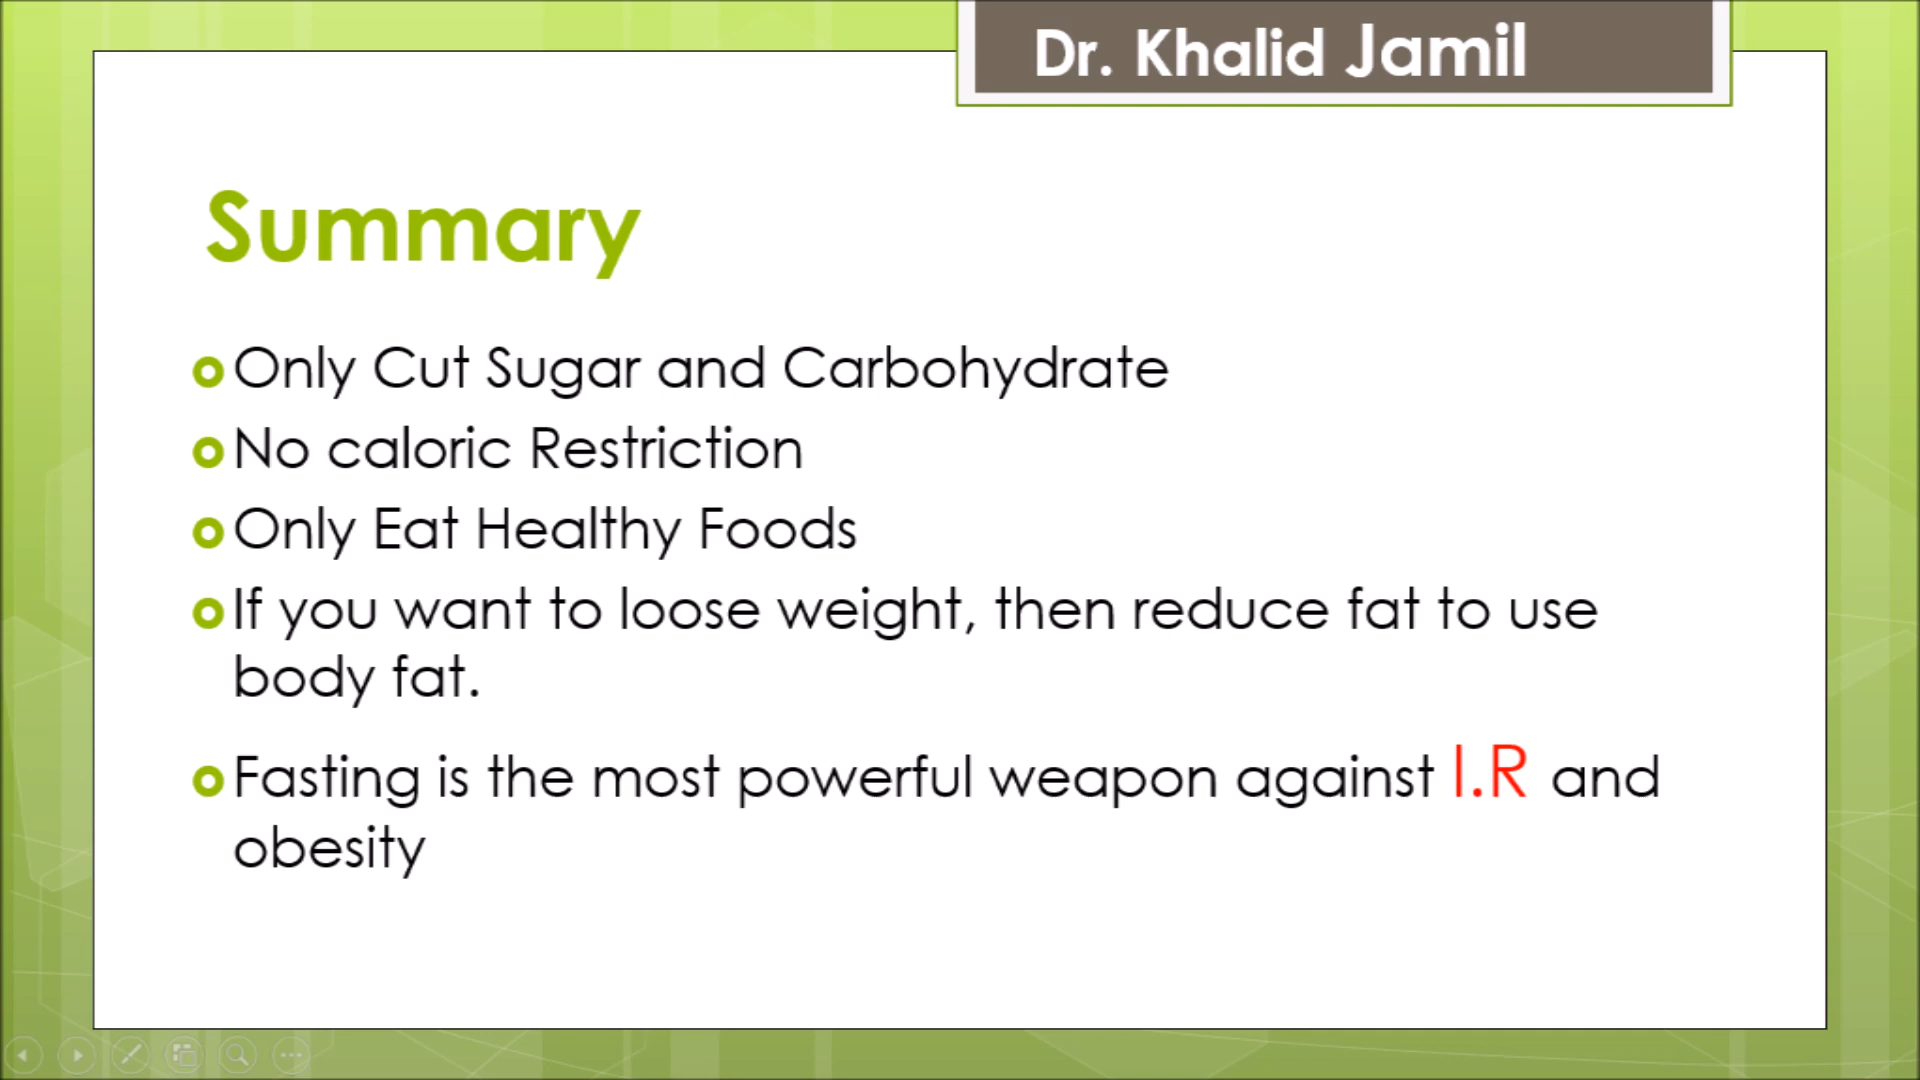 Dr. Khalid Jamil
Summary
Only Cut Sugar and Carbohydrate
No caloric Restriction
Only Eat Healthy Foods
If you want to loose weight, then reduce fat to use
body fat.
Fasting is the most powerful weapon against I.R and
obesity